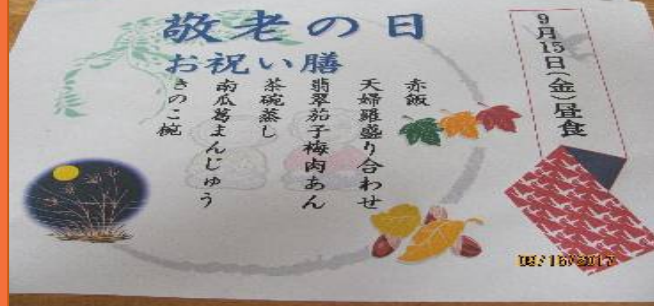 敬老の日
お祝い膳
9月15日(金)昼食
赤飯
天婦羅盛り合わせ
翡翠茄子梅肉あん
茶碗蒸し
南瓜葛まんじゅう
きのこ椀
09/16/2017